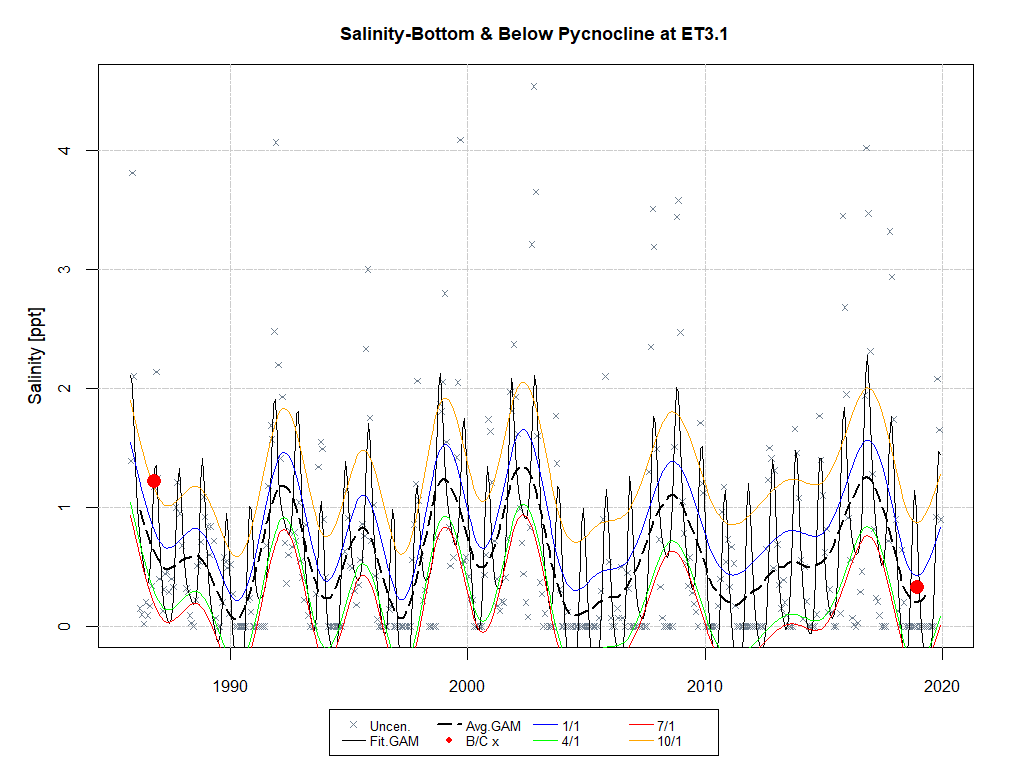 Salinity-Bottom & Below Pycnocline at ET3.1
Salinity [ppt]
4
3
2
1
0
1990 2000 2010 2020
Uncen. Avg.GAM 1/1 7/1
Fit.GAM B/C x 4/1 10/1